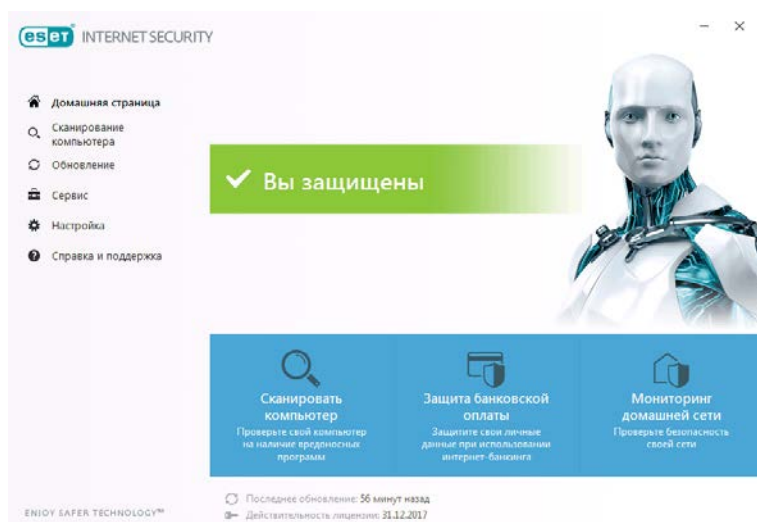 eset INTERNET SECURITY
Домашняя страница
Сканирование
компьютера
Обновление
Сервис
Настройка
Справка и поддержка
Вы защищены
Сканировать
компьютер
Проверьте свой компьютер
на наличие вредоносных
программ
Защита банковской
оплаты
Защитите свои личные
данные при использовании
интернет-банкинга
Мониторинг
домашней сети
Проверьте безопасность
своей сети
Последнее обновление: 56 минут назад
Действительность лицензии: 31.12.2017
ENJOY SAFER TECHNOLOGY™